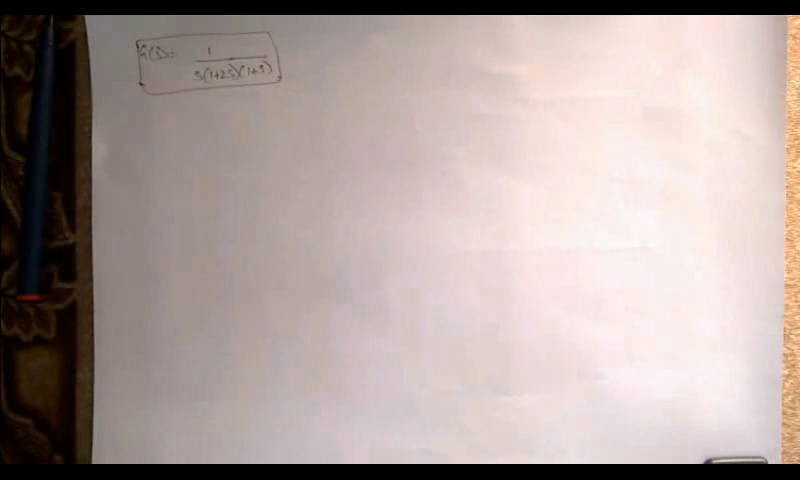 G(s) = 1
s(1+2s)(1+s)